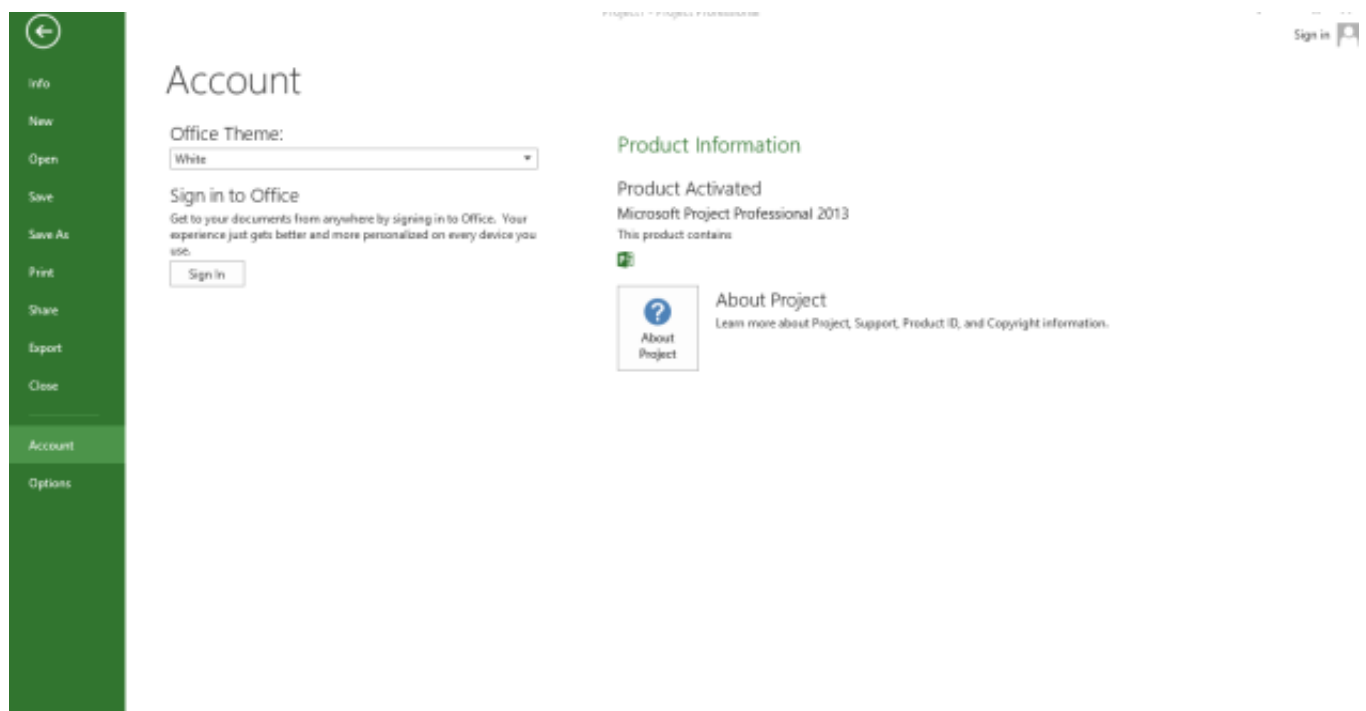 Project1 - Project Professional
Sign in
Info
New
Open
Save
Save As
Print
Share
Export
Close
Account
Options
Account
Office Theme:
White
Sign in to Office
Get to your documents from anywhere by signing in to Office. Your
experience just gets better and more personalized on every device you
use.
Sign In
Product Information
Product Activated
Microsoft Project Professional 2013
This product contains
About
Project
About Project
Learn more about Project, Support, Product ID, and Copyright information.